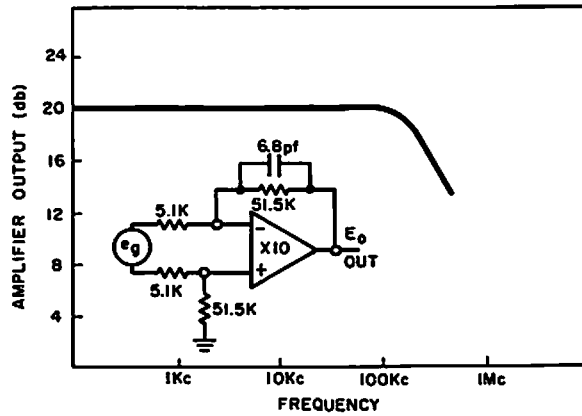 AMPLIFIER OUTPUT (db)
24
20
16
12
8
4
6.8pf
51.5K
5.1K
eg
5.1K
51.5K
−
X10
+
Eo
OUT
1Kc
10Kc
100Kc
1Mc
FREQUENCY